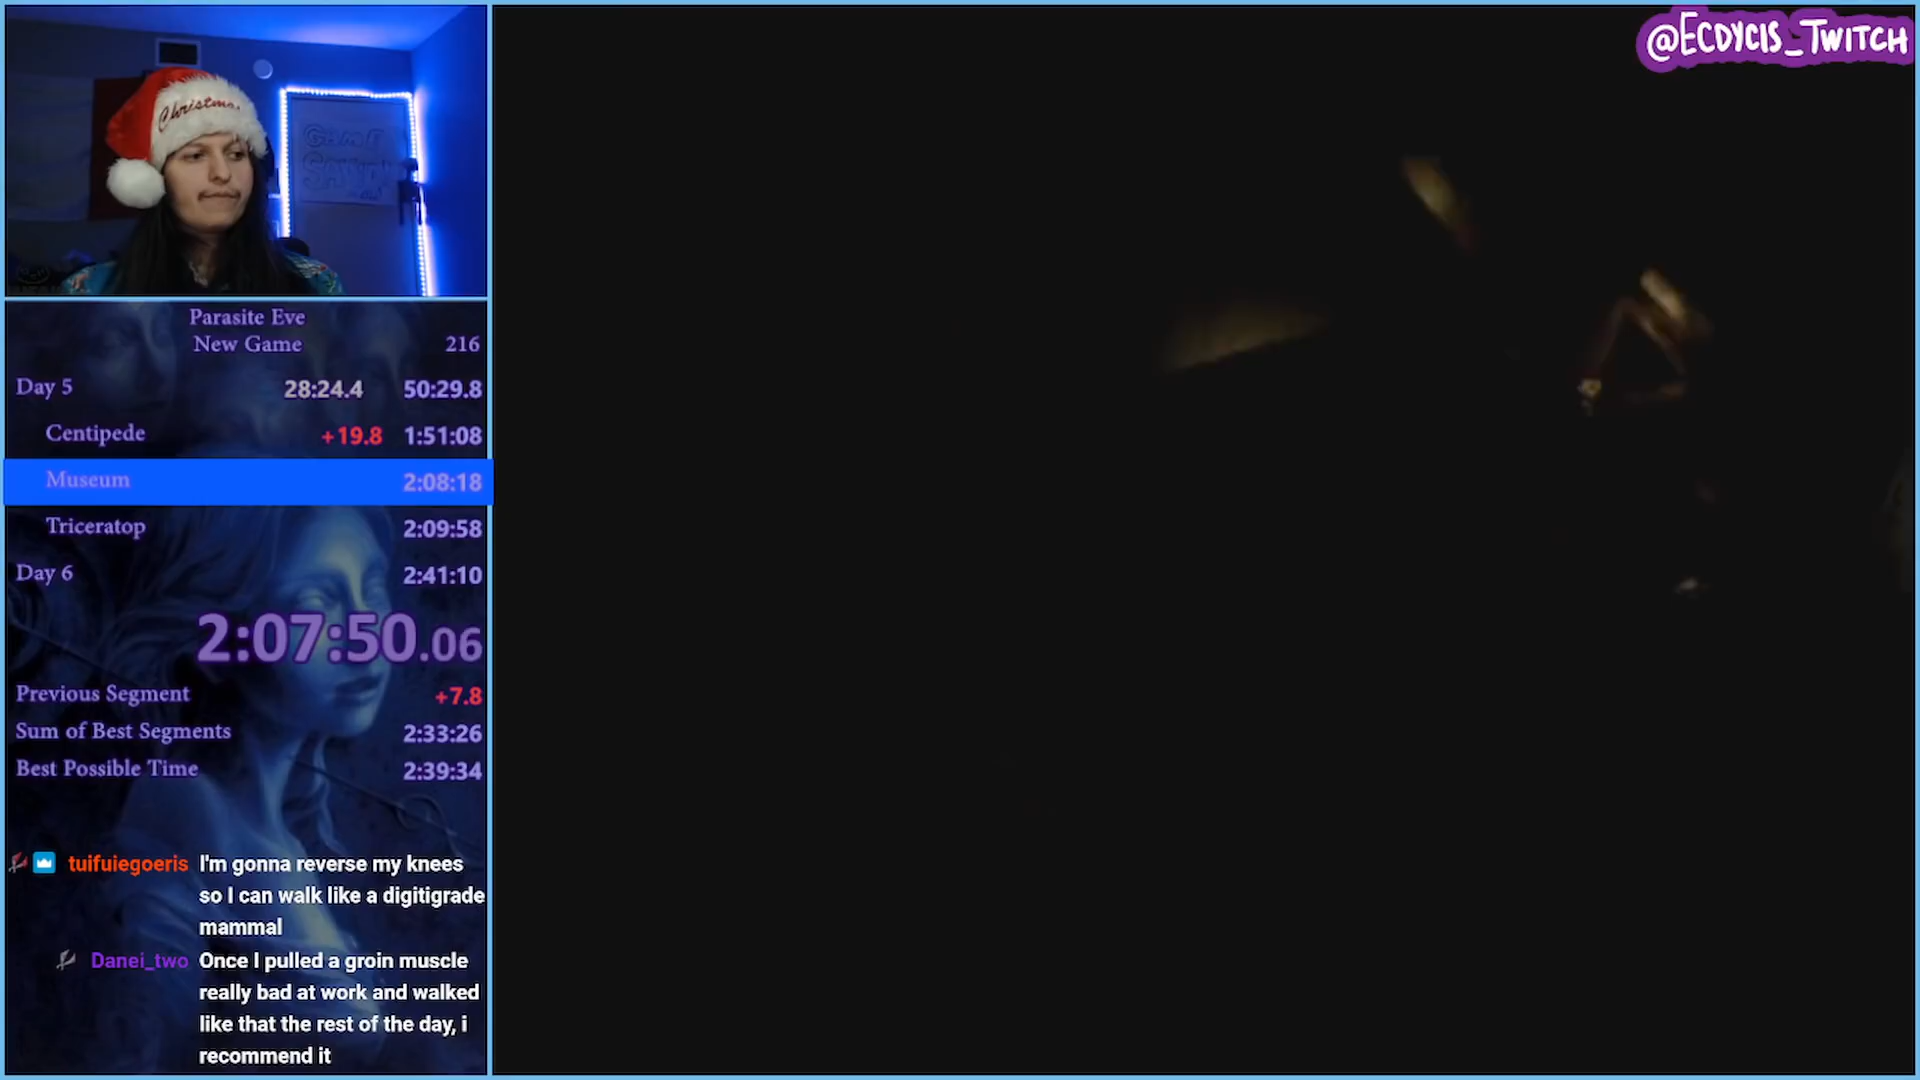 @ECDYCIS_TWITCH
Christmas
GAME
Parasite Eve
New Game 216
Day 5 28:24.4 50:29.8
Centipede +19.8 1:51:08
Museum 2:08:18
Triceratop 2:09:58
Day 6 2:41:10
2:07:50.06
Previous Segment +7.8
Sum of Best Segments 2:33:26
Best Possible Time 2:39:34
tuifuiegoeris I'm gonna reverse my knees
so I can walk like a digitigrade
mammal
Danei_two Once I pulled a groin muscle
really bad at work and walked
like that the rest of the day, i
recommend it